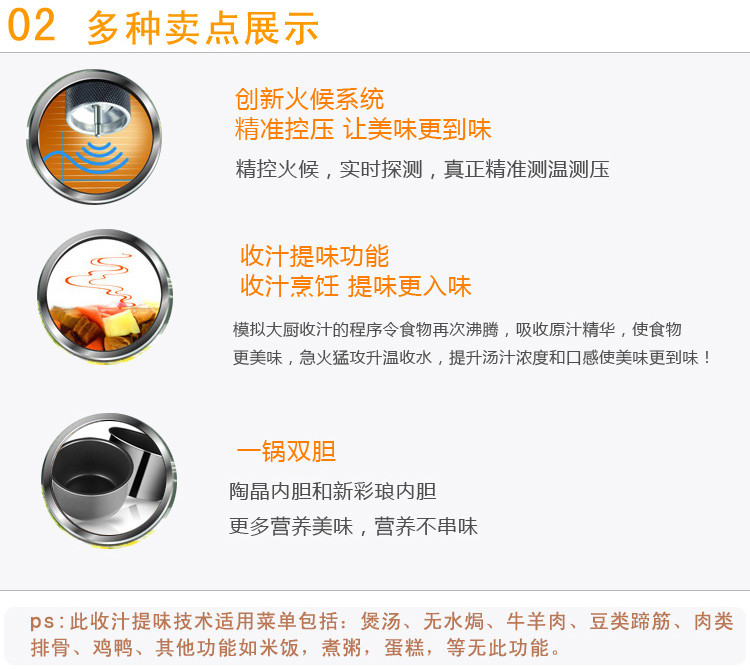 02 多种卖点展示
创新火候系统
精准控压 让美味更到味
精控火候，实时探测，真正精准测温测压
收汁提味功能
收汁烹饪 提味更入味
模拟大厨收汁的程序令食物再次沸腾，吸收原汁精华，使食物
更美味，急火猛攻升温收水，提升汤汁浓度和口感使美味更到味！
一锅双胆
陶晶内胆和新彩琅内胆
更多营养美味，营养不串味
ps:此收汁提味技术适用菜单包括：煲汤、无水焗、牛羊肉、豆类蹄筋、肉类
排骨、鸡鸭、其他功能如米饭，煮粥，蛋糕，等无此功能。